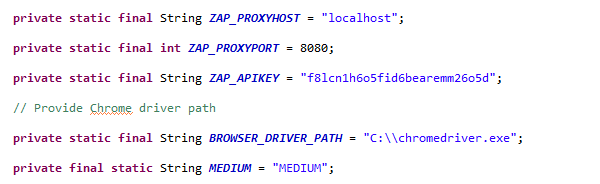 private static final String ZAP_PROXYHOST = "localhost";
private static final int ZAP_PROXYPORT = 8080;
private static final String ZAP_APIKEY = "f8lcn1h6o5fid6bearemm26o5d";
// Provide Chrome driver path
private static final String BROWSER_DRIVER_PATH = "C:\\chromedriver.exe";
private final static String MEDIUM = "MEDIUM";